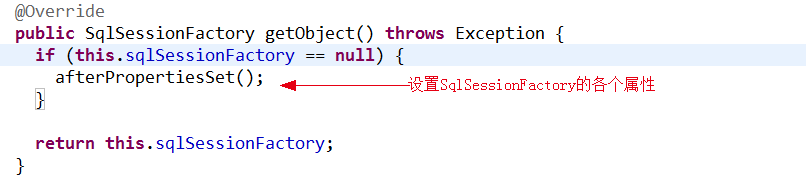 @Override
public SqlSessionFactory getObject() throws Exception {
if (this.sqlSessionFactory == null) {
afterPropertiesSet();
设置SqlSessionFactory的各个属性
}
return this.sqlSessionFactory;
}